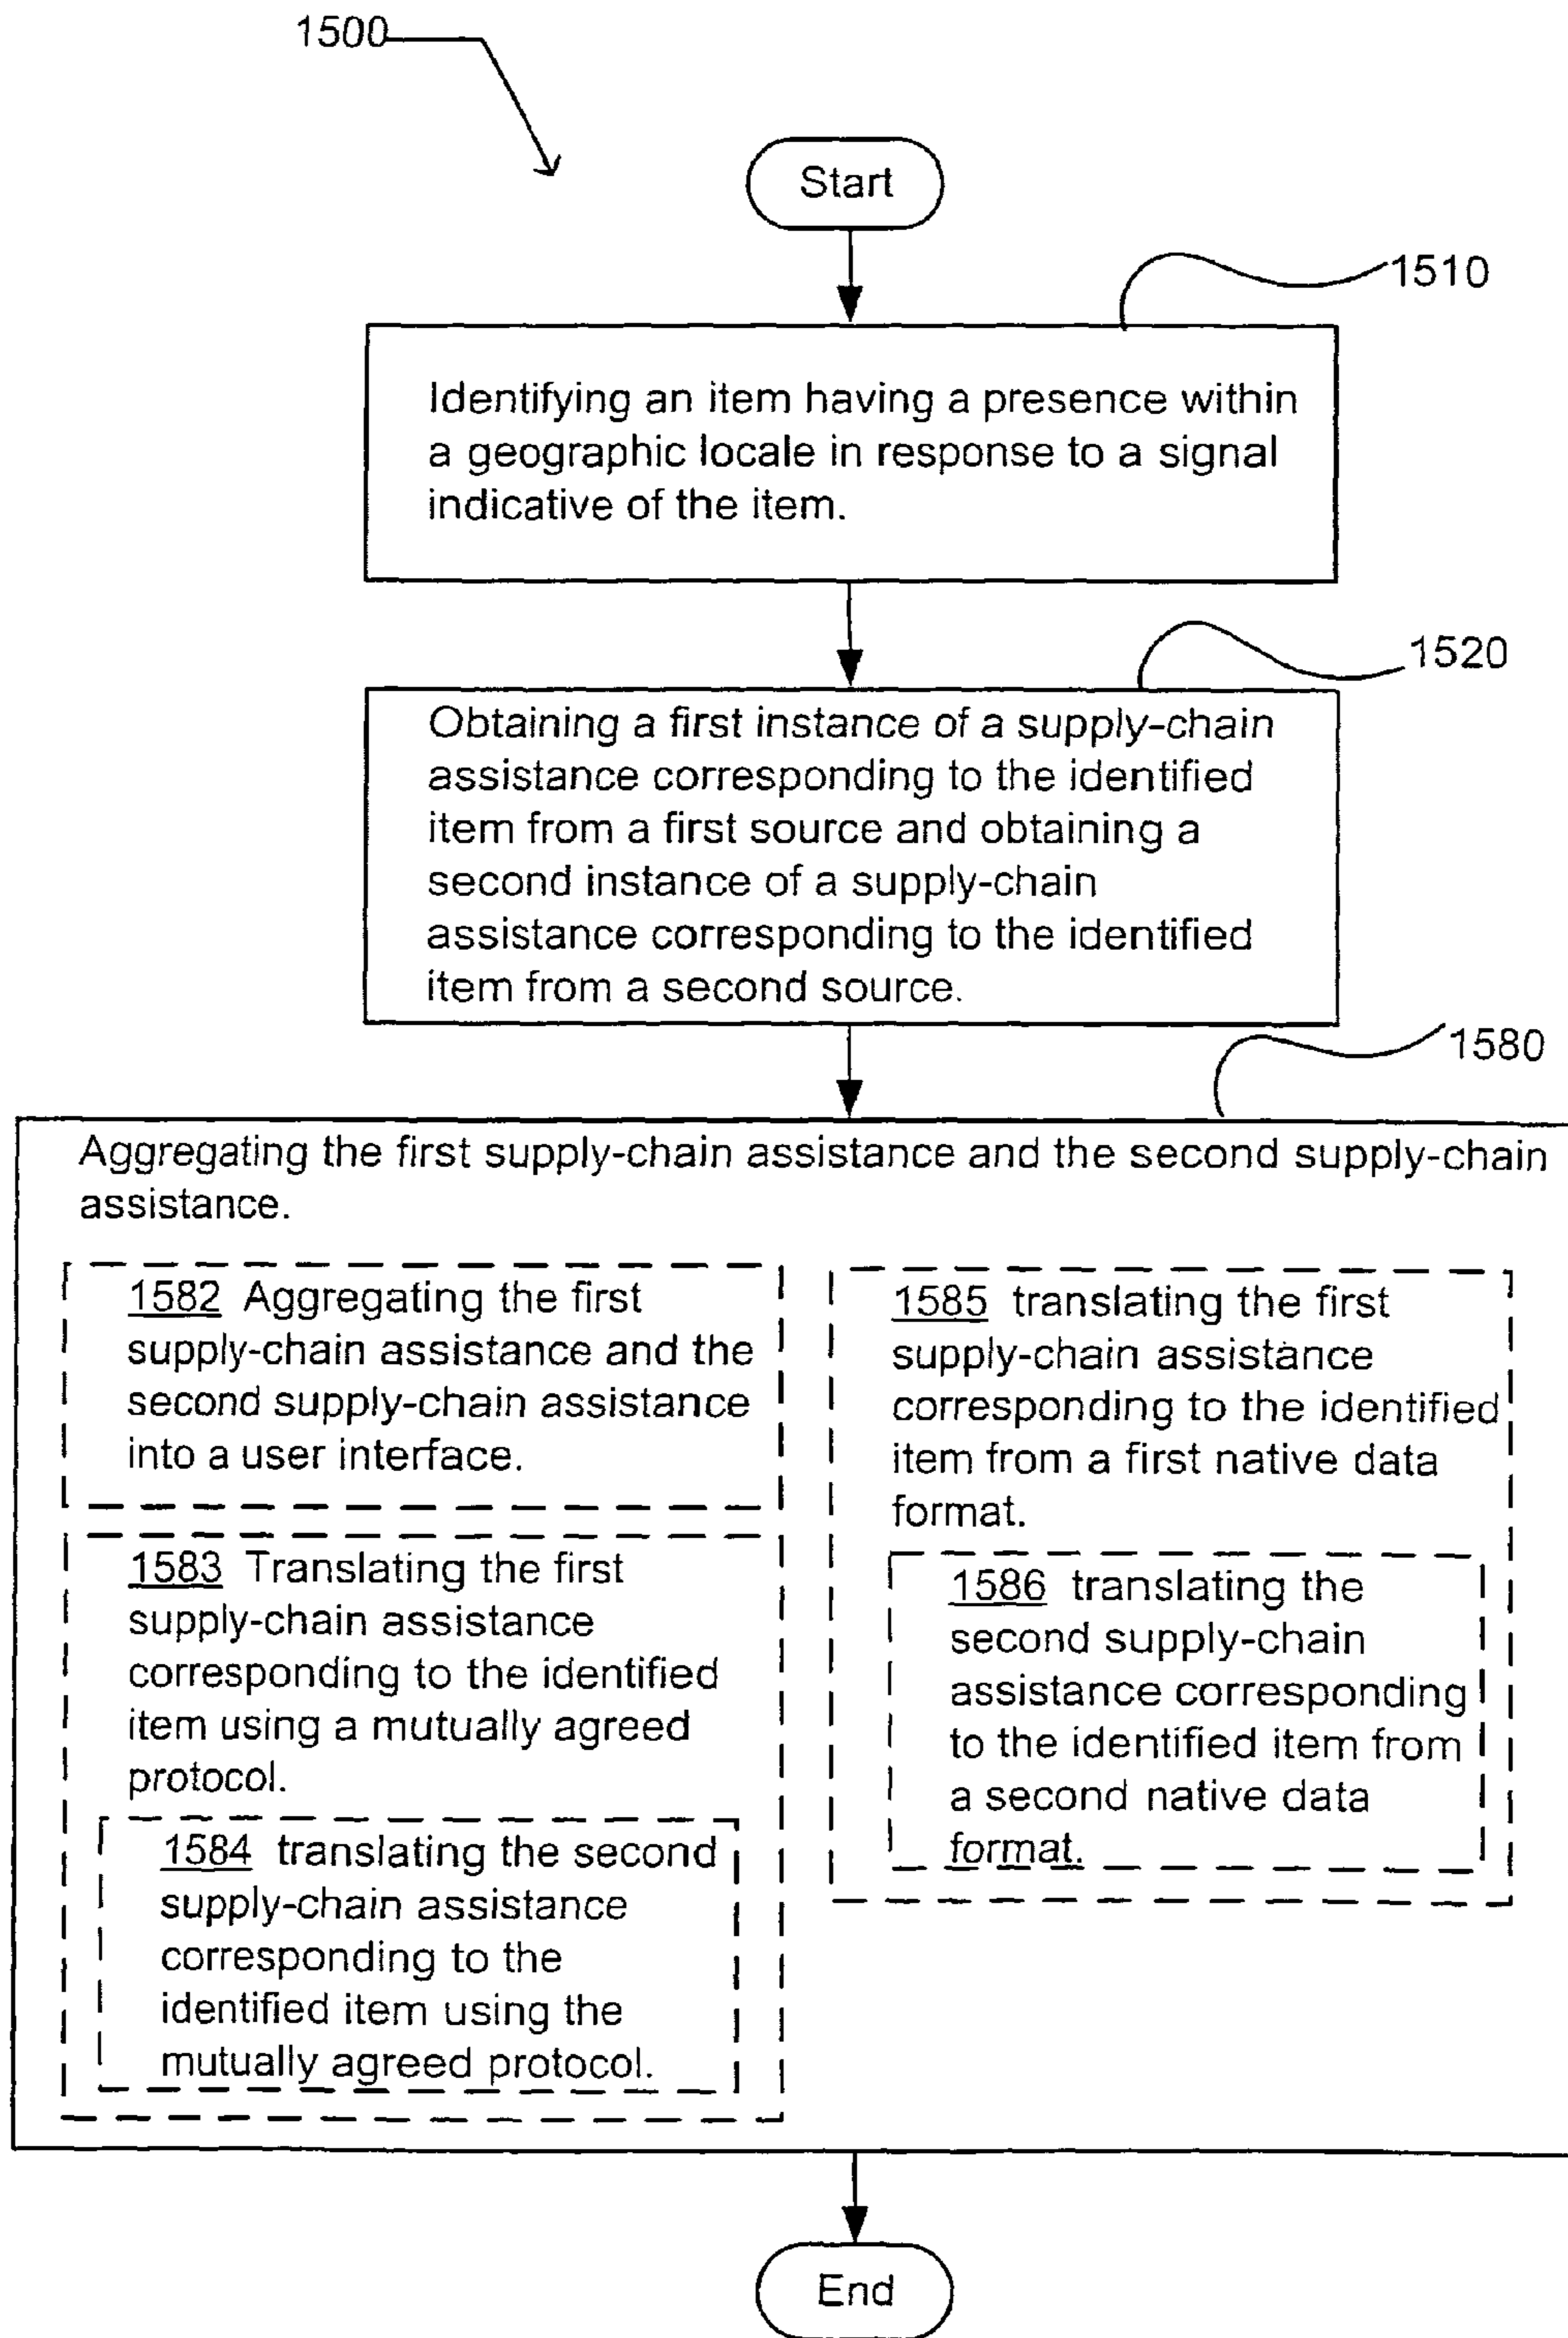 1500
Start
1510
Identifying an item having a presence within
a geographic locale in response to a signal
indicative of the item.
1520
Obtaining a first instance of a supply-chain
assistance corresponding to the identified
item from a first source and obtaining a
second instance of a supply-chain
assistance corresponding to the identified
item from a second source.
1580
Aggregating the first supply-chain assistance and the second supply-chain
assistance.
1582 Aggregating the first
supply-chain assistance and the
second supply-chain assistance
into a user interface.
1583 Translating the first
supply-chain assistance
corresponding to the identified
item using a mutually agreed
protocol.
1584 translating the second
supply-chain assistance
corresponding to the
identified item using the
mutually agreed protocol.
1585 translating the first
supply-chain assistance
corresponding to the identified
item from a first native data
format.
1586 translating the
second supply-chain
assistance corresponding
to the identified item from
a second native data
format.
End